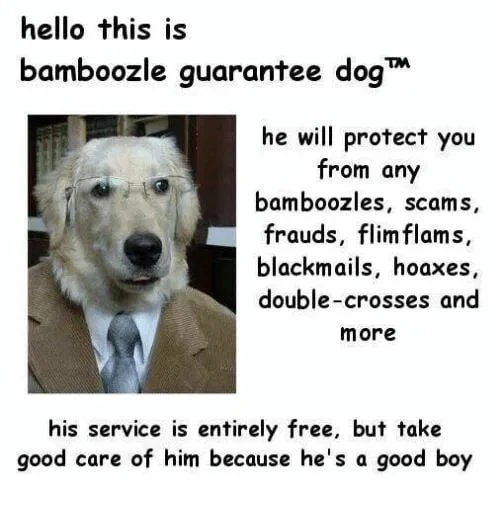 hello this is
bamboozle guarantee dog™
he will protect you
from any
bamboozles, scams,
frauds, flimflams,
blackmails, hoaxes,
double-crosses and
more
his service is entirely free, but take
good care of him because he's a good boy